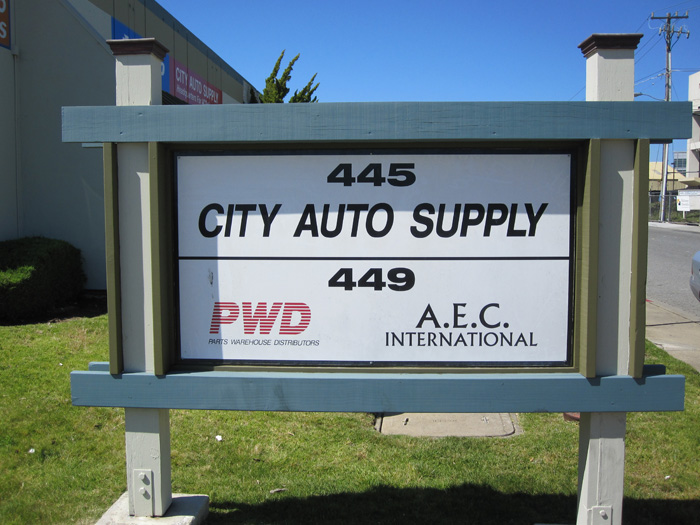 CITY AUTO SUPPLY
445
CITY AUTO SUPPLY
449
PWD
PARTS WAREHOUSE DISTRIBUTORS
A.E.C.
INTERNATIONAL